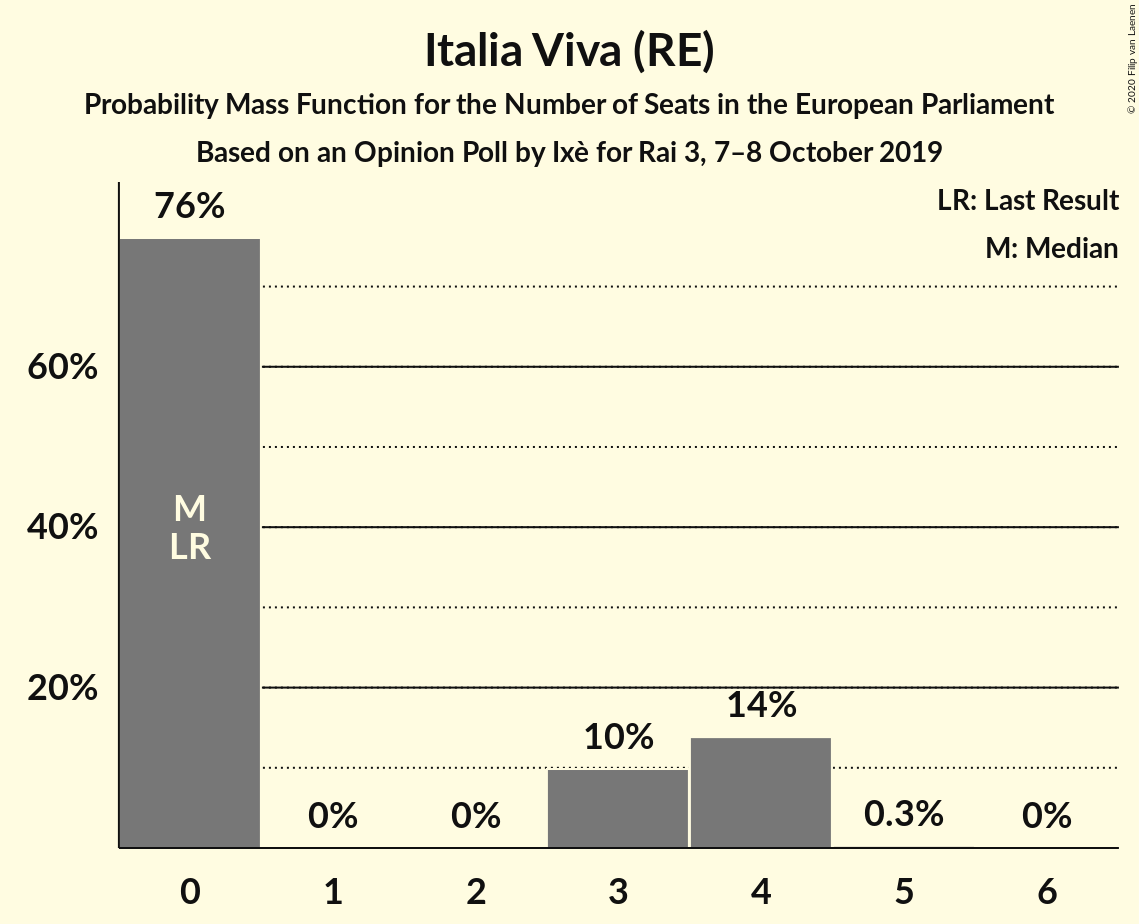 Italia Viva (RE)
Probability Mass Function for the Number of Seats in the European Parliament
Based on an Opinion Poll by Ixè for Rai 3, 7–8 October 2019
© 2020 Filip van Laenen
LR: Last Result
M: Median
76%
60%
M
40%
LR
20%
14%
10%
0%
0%
0.3%
0%
0
1
2
3
4
5
6